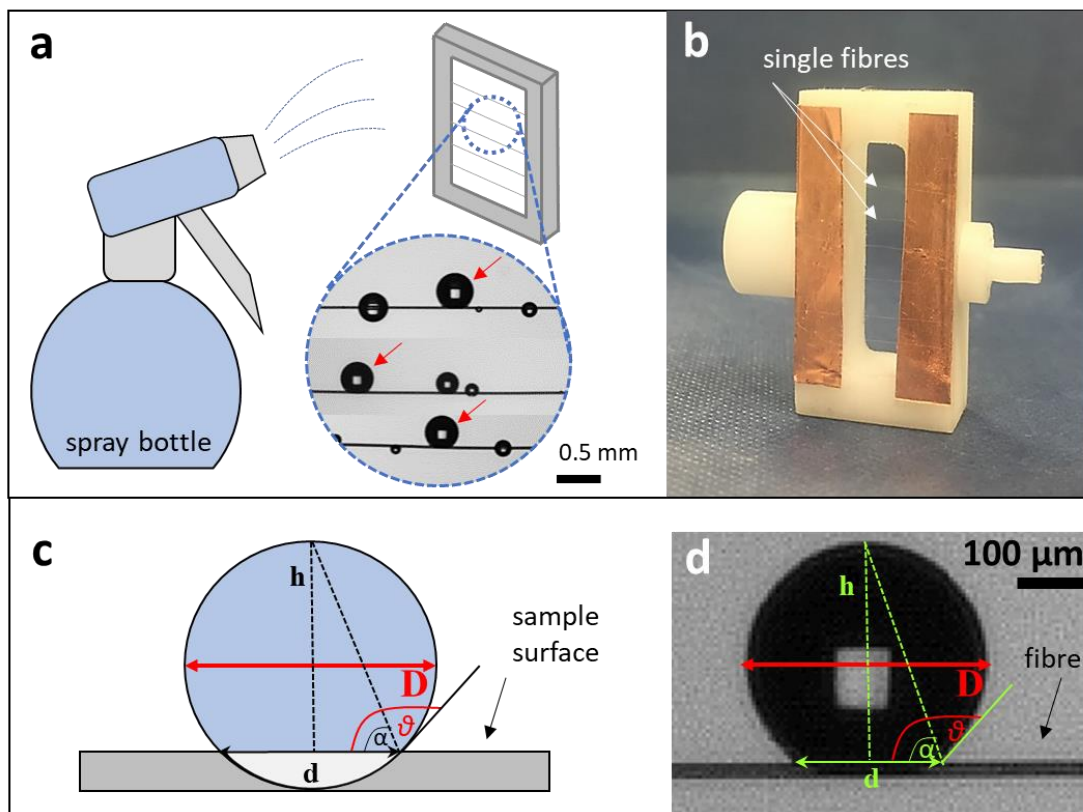 a
spray bottle
0.5 mm
b
single fibres
c
h
D
ϑ
α
d
sample
surface
d
100 µm
h
D
ϑ
α
d
fibre